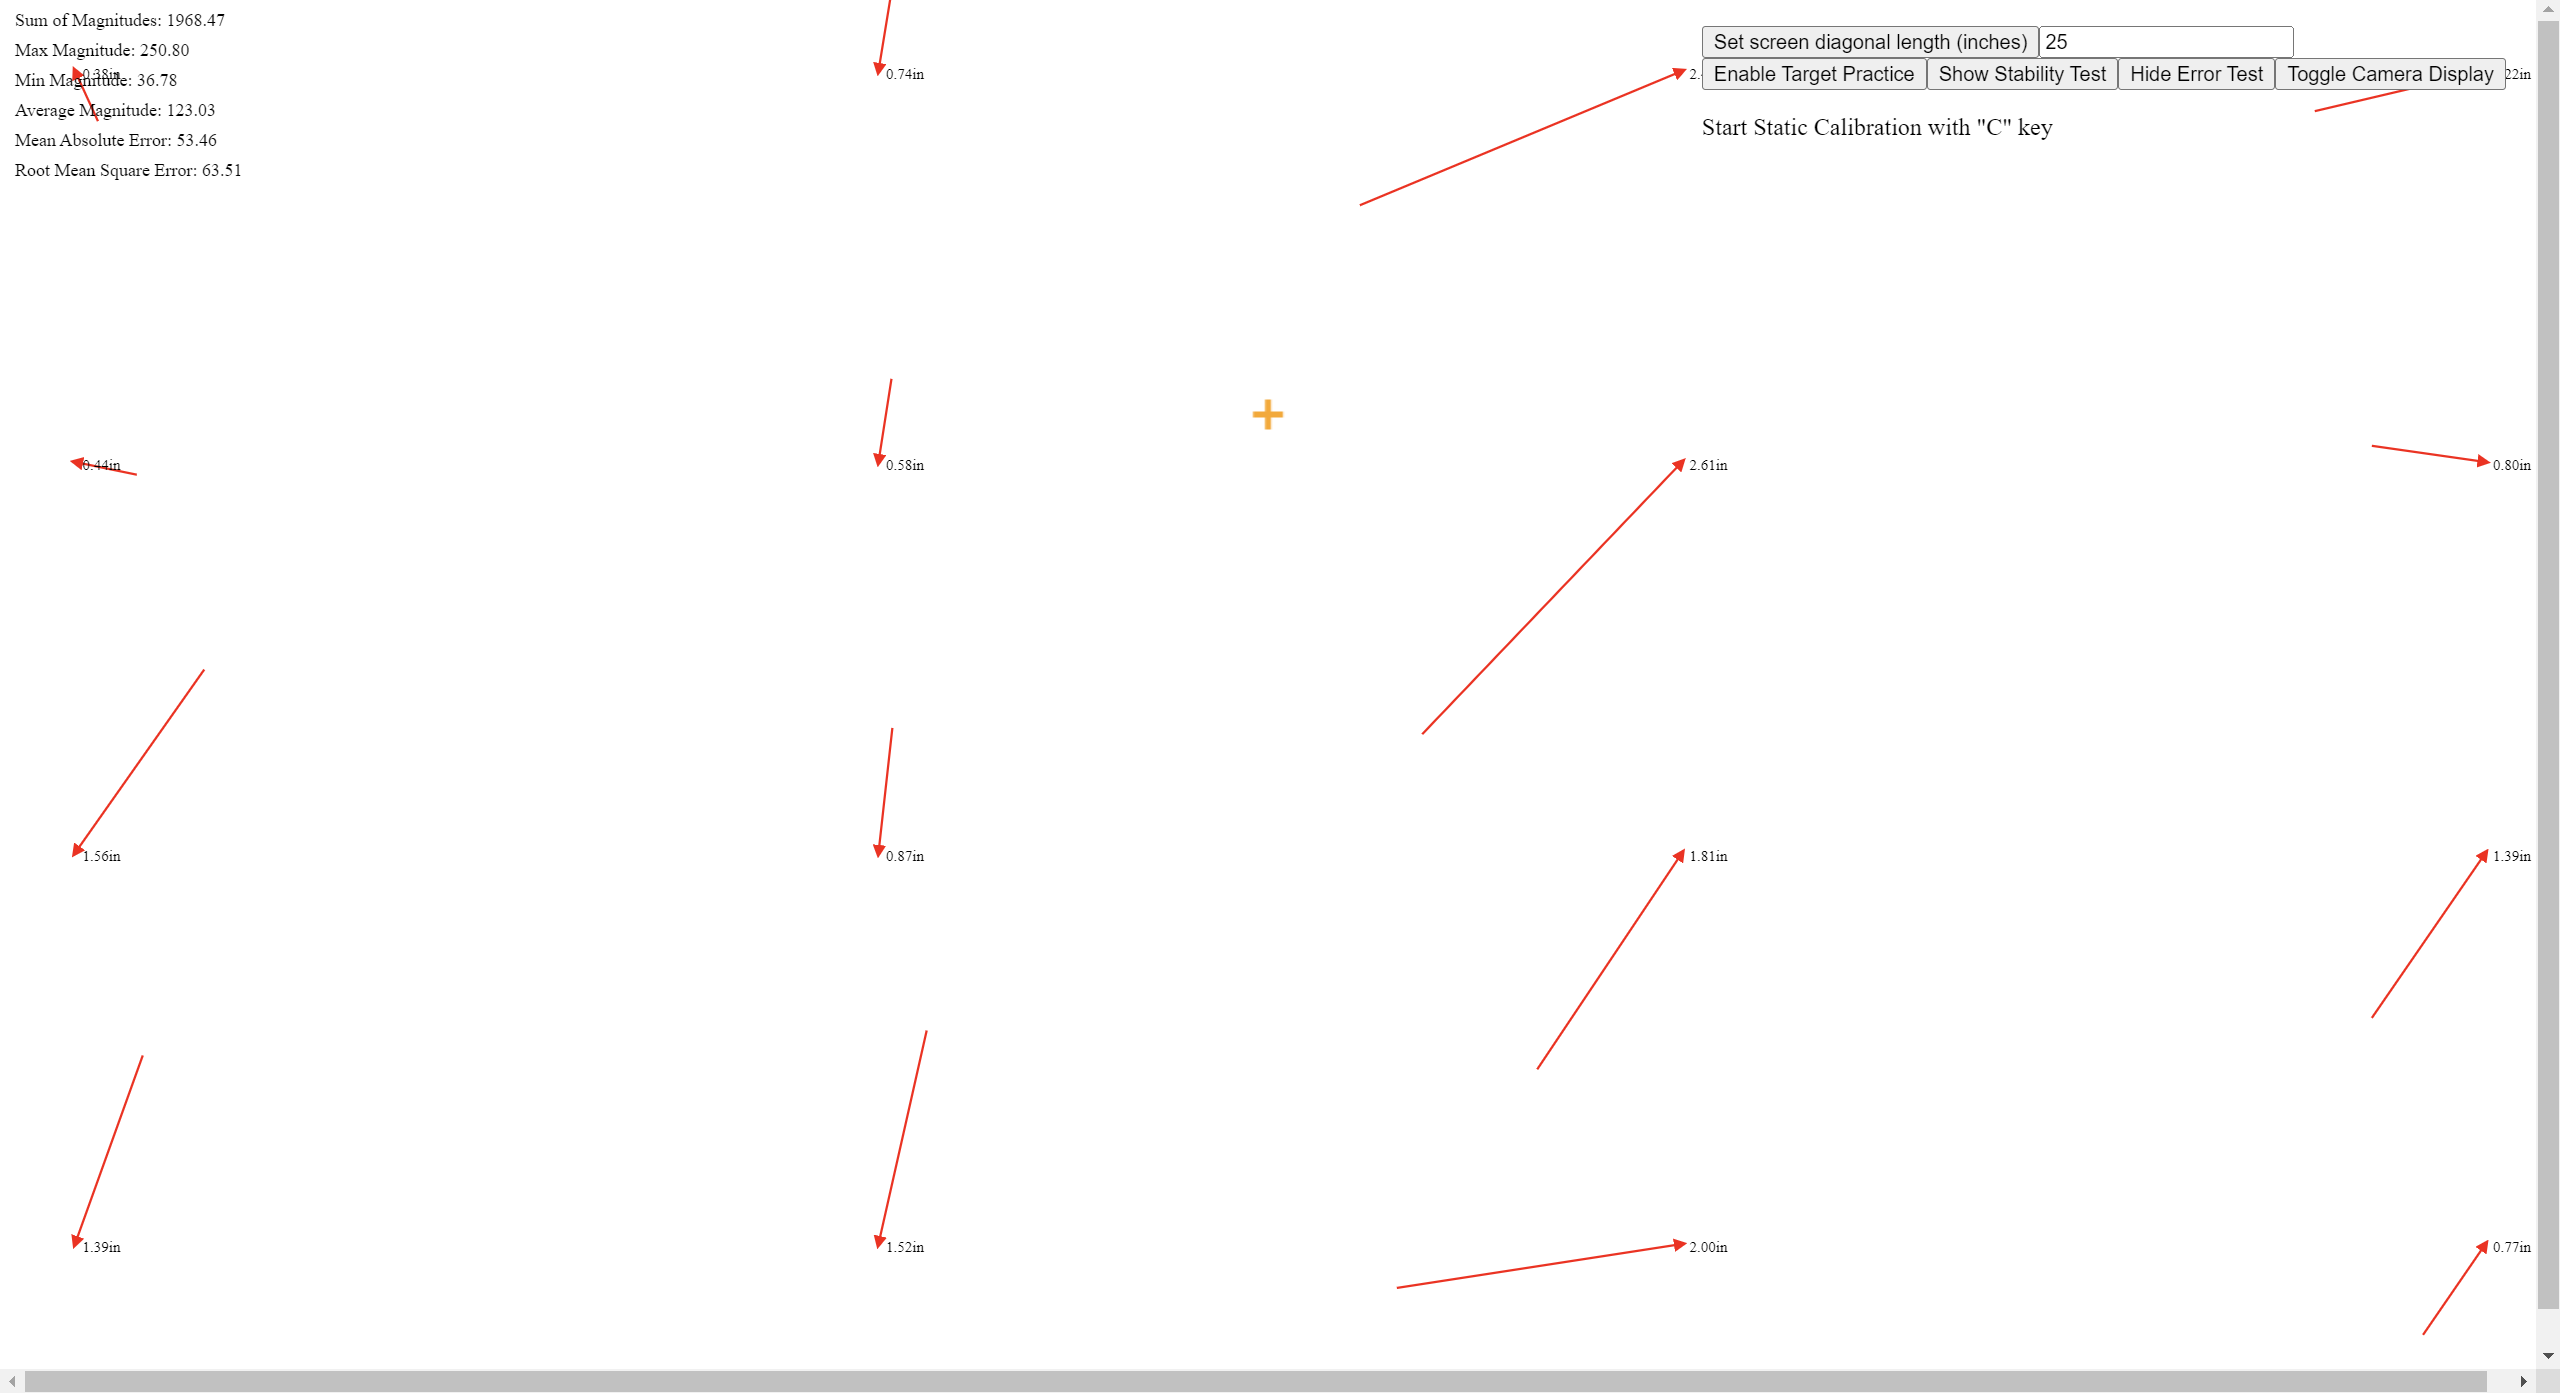 Sum of Magnitudes: 1968.47
Max Magnitude: 250.80
Min Magnitude: 36.78
Average Magnitude: 123.03
Mean Absolute Error: 53.46
Root Mean Square Error: 63.51
Set screen diagonal length (inches) 25
Enable Target Practice Show Stability Test Hide Error Test Toggle Camera Display
Start Static Calibration with "C" key
0.38in 0.74in 2. 22in
0.44in 0.58in 2.61in 0.80in
1.56in 0.87in 1.81in 1.39in
1.39in 1.52in 2.00in 0.77in